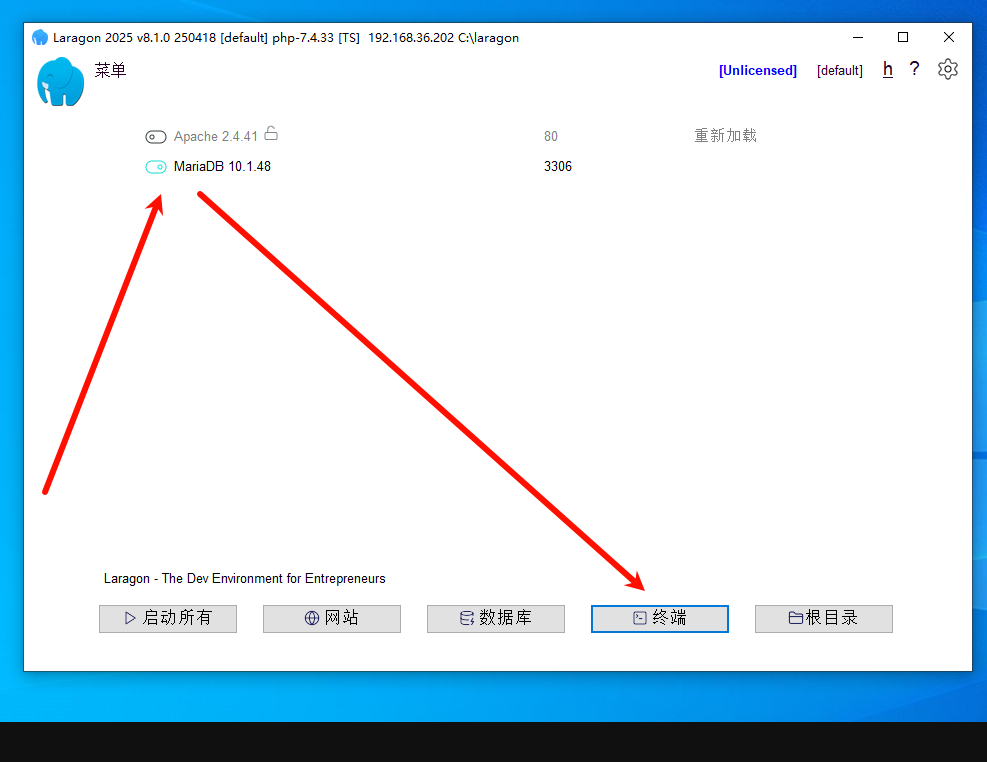 Laragon 2025 v8.1.0 250418 [default] php-7.4.33 [TS]  192.168.36.202 C:\laragon
菜单 [Unlicensed] [default] h ?
Apache 2.4.41 80 重新加载
MariaDB 10.1.48 3306
Laragon - The Dev Environment for Entrepreneurs
启动所有 网站 数据库 终端 根目录